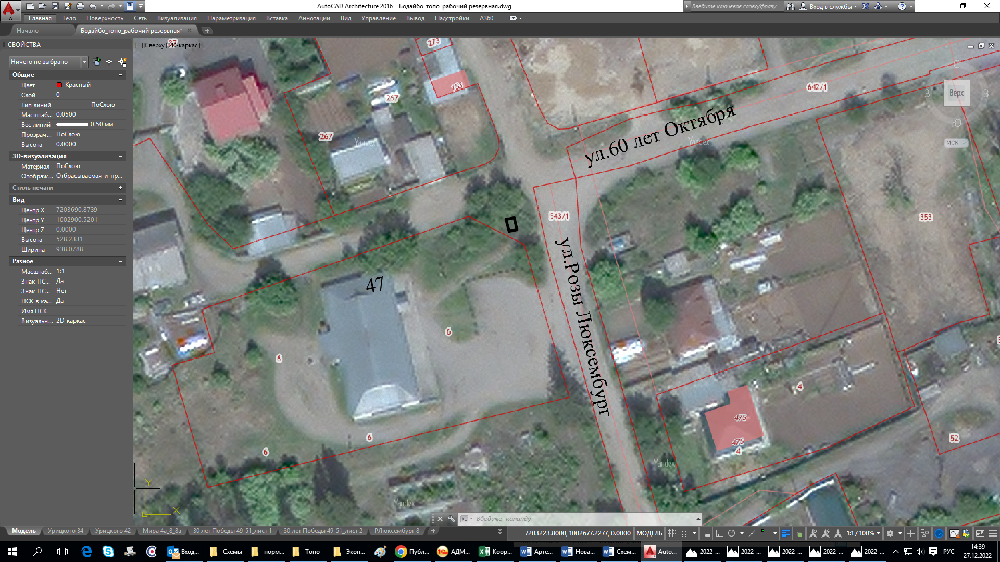 AutoCAD Architecture 2016 Бодайбо_топо_рабочий резервная.dwg
Введите ключевое слово/фразу
Вход в службы
Главная Тело Поверхность Сеть Визуализация Параметризация Вставка Аннотации Вид Управление Вывод Надстройки A360
Начало Бодайбо_топо_рабочий резервная*
СВОЙСТВА
Ничего не выбрано
Общие
Цвет Красный
Слой 0
Тип линий ПоСлою
Масштаб... 0.0500
Вес линий 0.50 мм
Прозрач... ПоСлою
Высота 0.0000
3D-визуализация
Материал ПоСлою
Отображ... Отбрасываемая и пр...
Стиль печати
Вид
Центр X 7203690.8739
Центр Y 1002900.5201
Центр Z 0.0000
Высота 528.2331
Ширина 938.0788
Разное
Масштаб... 1:1
Знак ПС... Да
Знак ПС... Нет
ПСК в ка... Да
Имя ПСК
Визуальн... 2D-каркас
[−][Сверху][2D-каркас]
37
273
153
267
267
642/1
ул.60 лет Октября
Yandex
Yandex
С
З Верх В
Ю
МСК
543/1
353
ул.Розы Люксембург
47
6
6
6
6
4
475
475
4
52
Yandex
Yandex
Y
X
Введите команду
Модель Урицкого 34 Урицкого 42 Мира 4а_8_8а 30 лет Победы 49-51_лист 1 30 лет Победы 49-51_лист 2 РЛюксембург 8
7203223.8000, 1002677.2277, 0.0000 МОДЕЛЬ 1:1 / 100%
Вход... Схемы норм... Топо Экон... Публ... АДМ... Коор... Арте... Нова... Схем... Auto... 2022-... 2022-... 2022-... 2022-... 2022-... РУС
14:39
27.12.2022